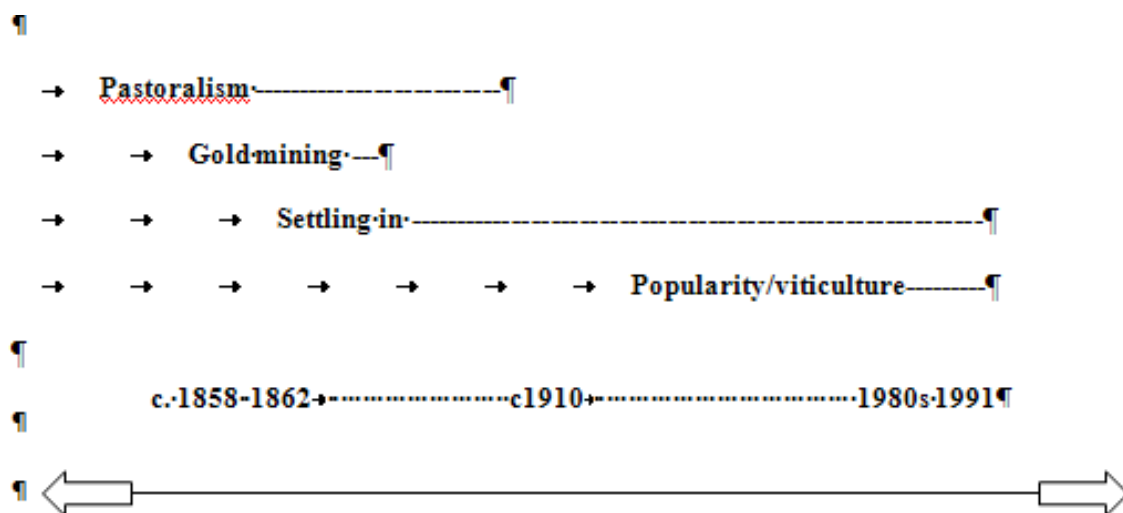 Pastoralism ---------------------------
Gold mining ---
Settling in ----------------------------------------------------------------
Popularity/viticulture---------
c. 1858-1862 -------------------- c1910 ----------------------------- 1980s 1991